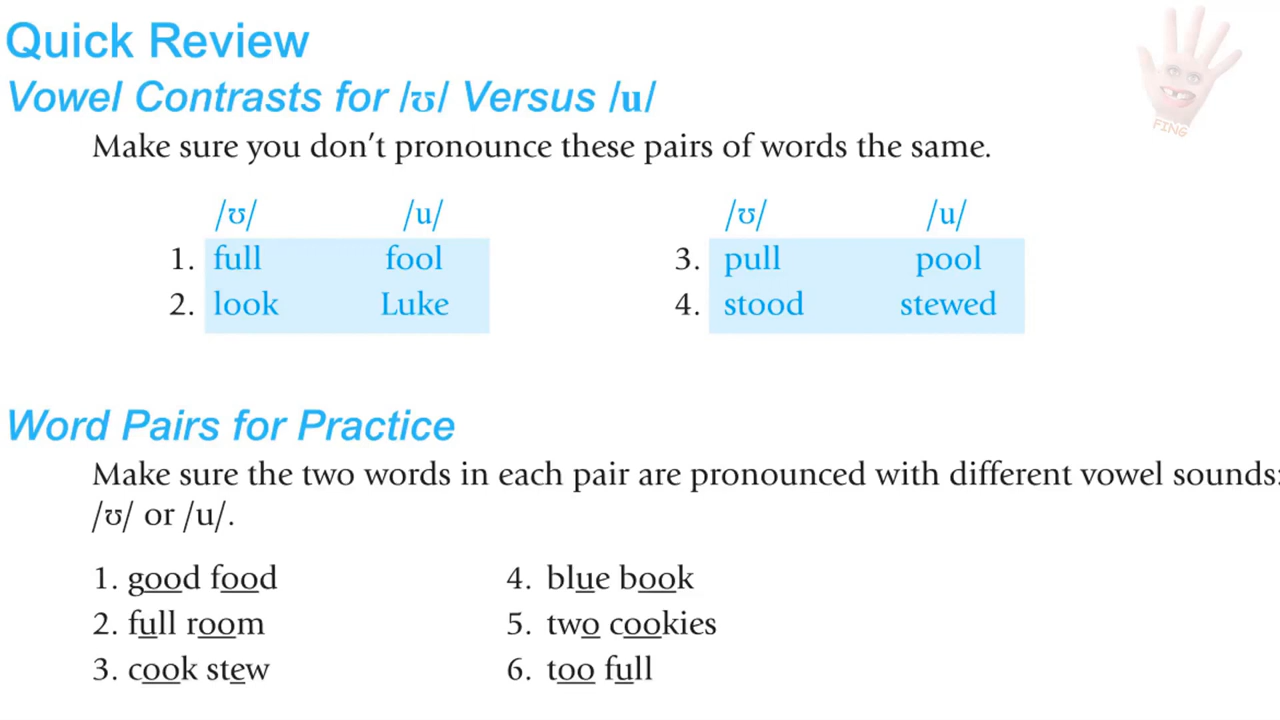 Quick Review
Vowel Contrasts for /ʊ/ Versus /u/
Make sure you don't pronounce these pairs of words the same.
/ʊ/ /u/ /ʊ/ /u/
1. full fool 3. pull pool
2. look Luke 4. stood stewed
Word Pairs for Practice
Make sure the two words in each pair are pronounced with different vowel sounds:
/ʊ/ or /u/.
1. good food 4. blue book
2. full room 5. two cookies
3. cook stew 6. too full
FING